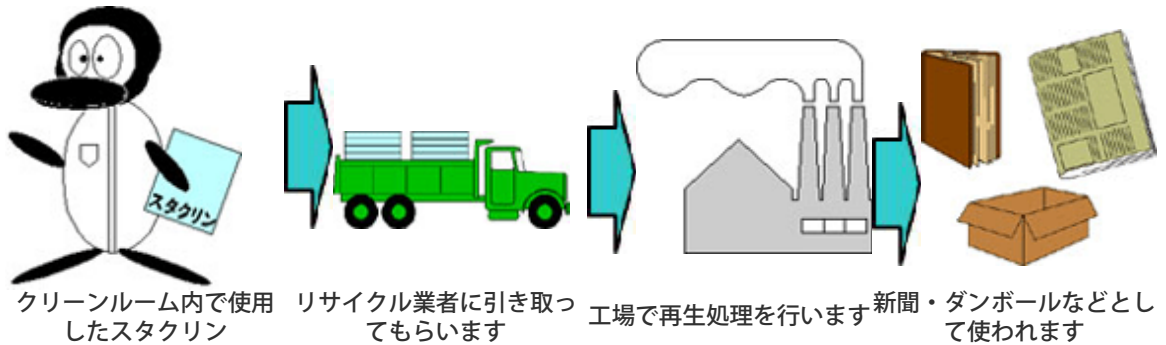 スタクリン
クリーンルーム内で使用
したスタクリン
リサイクル業者に引き取っ
てもらいます
工場で再生処理を行います
新聞・ダンボールなどとし
て使われます